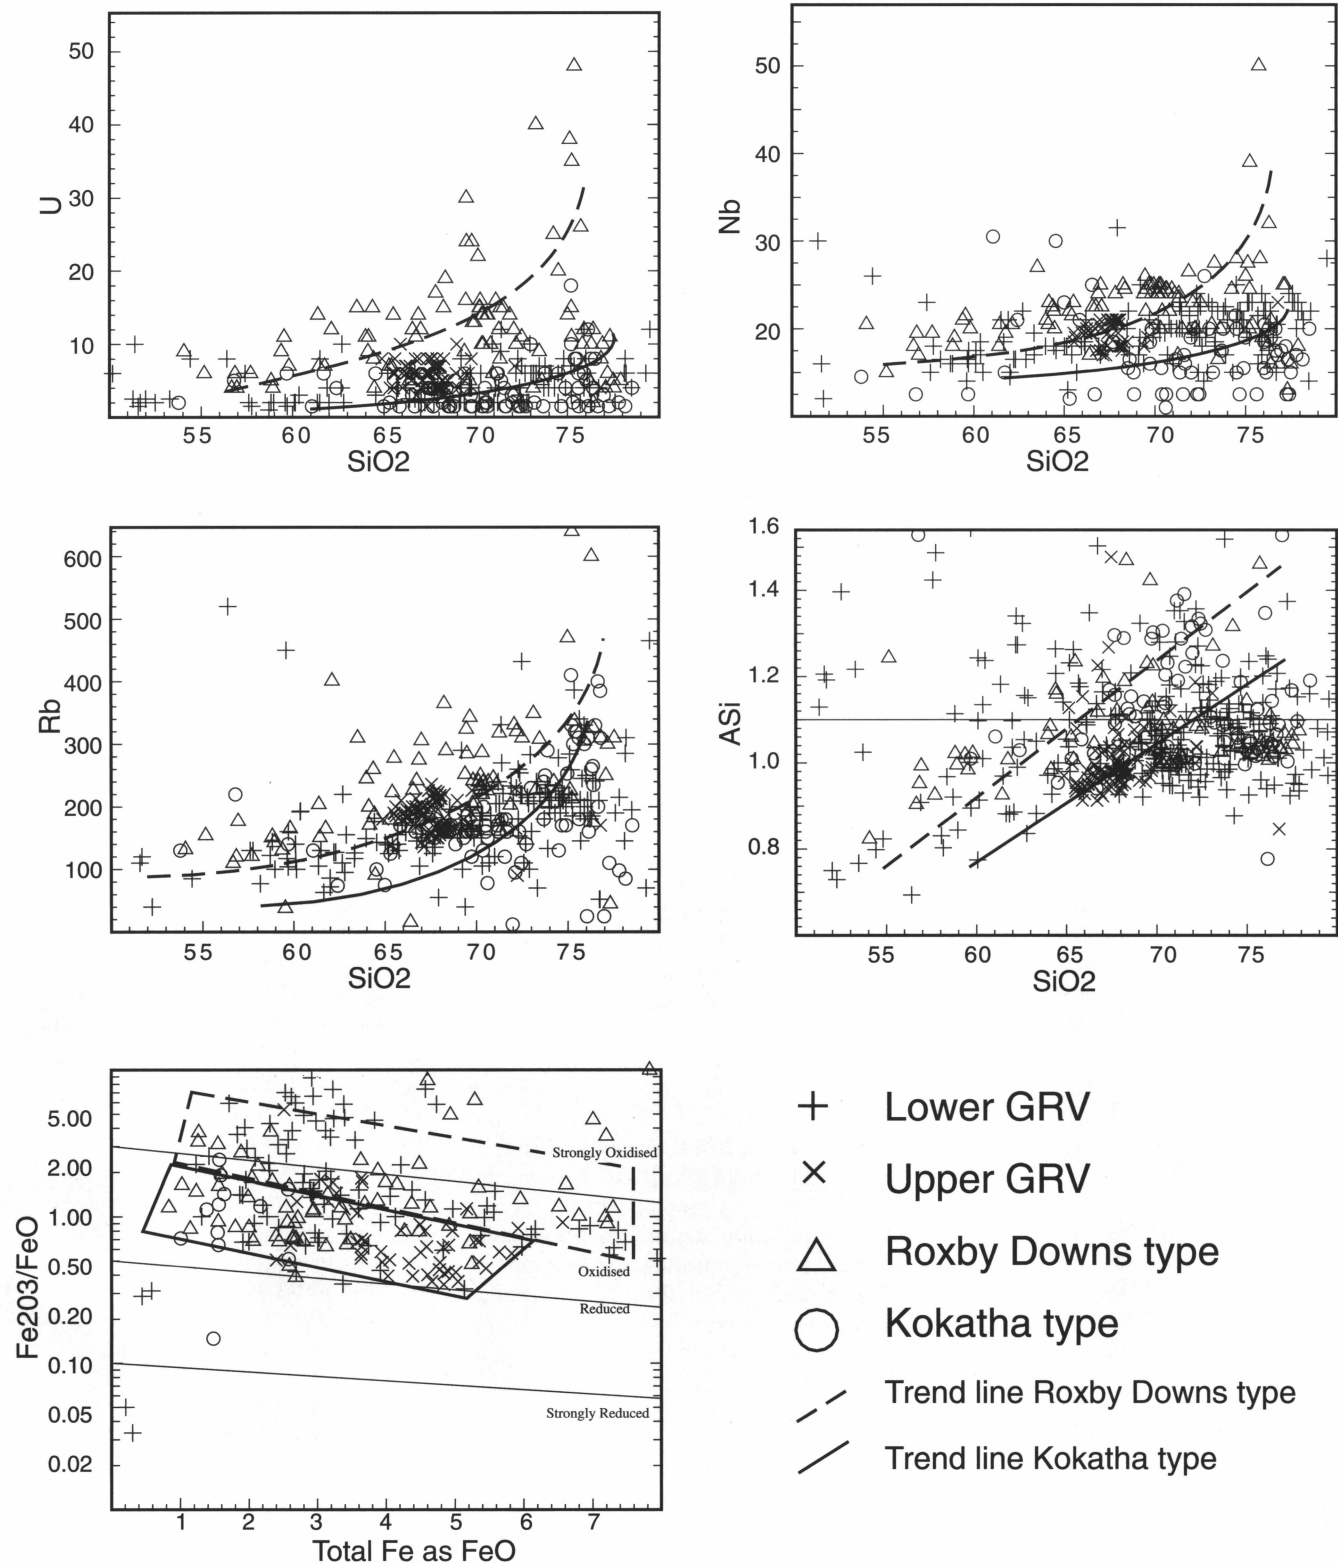 50
40
30
20
10
U
55 60 65 70 75
SiO2
50
40
30
20
Nb
55 60 65 70 75
SiO2
600
500
400
300
200
100
Rb
55 60 65 70 75
SiO2
1.6
1.4
1.2
1.0
0.8
ASi
55 60 65 70 75
SiO2
5.00
2.00
1.00
0.50
0.20
0.10
0.05
0.02
Fe203/FeO
Strongly Oxidised
Oxidised
Reduced
Strongly Reduced
1 2 3 4 5 6 7
Total Fe as FeO
Lower GRV
Upper GRV
Roxby Downs type
Kokatha type
Trend line Roxby Downs type
Trend line Kokatha type